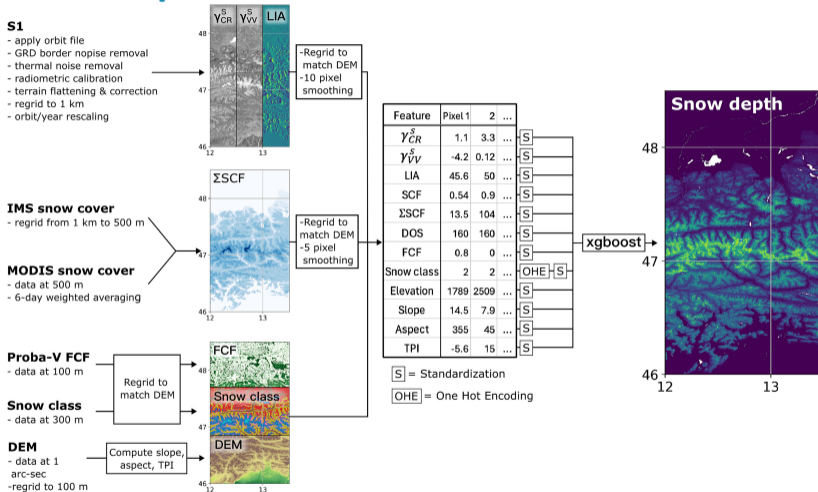 S1
- apply orbit file
- GRD border nopise removal
- thermal noise removal
- radiometric calibration
- terrain flattening & correction
- regrid to 1 km
- orbit/year rescaling
γ^S_CR γ^S_VV LIA
48
47
46
12 13
-Regrid to
match DEM
-10 pixel
smoothing
IMS snow cover
- regrid from 1 km to 500 m
MODIS snow cover
- data at 500 m
- 6-day weighted averaging
ΣSCF
48
47
46
12 13
-Regrid to
match DEM
-5 pixel
smoothing
Proba-V FCF
- data at 100 m
Snow class
- data at 300 m
Regrid to
match DEM
DEM
- data at 1
arc-sec
-regrid to 100 m
Compute slope,
aspect, TPI
FCF
Snow class
DEM
48
47
46
12 13
Feature Pixel 1 2 ...
γ^S_CR 1.1 3.3 ... S
γ^S_VV -4.2 0.12 ... S
LIA 45.6 50 ... S
SCF 0.54 0.9 ... S
ΣSCF 13.5 104 ... S
DOS 160 160 ... S
FCF 0.8 0 ... S
Snow class 2 2 ... OHE S
Elevation 1789 2509 ... S
Slope 14.5 7.9 ... S
Aspect 355 45 ... S
TPI -5.6 15 ... S
S = Standardization
OHE = One Hot Encoding
xgboost
Snow depth
48
47
46
12 13